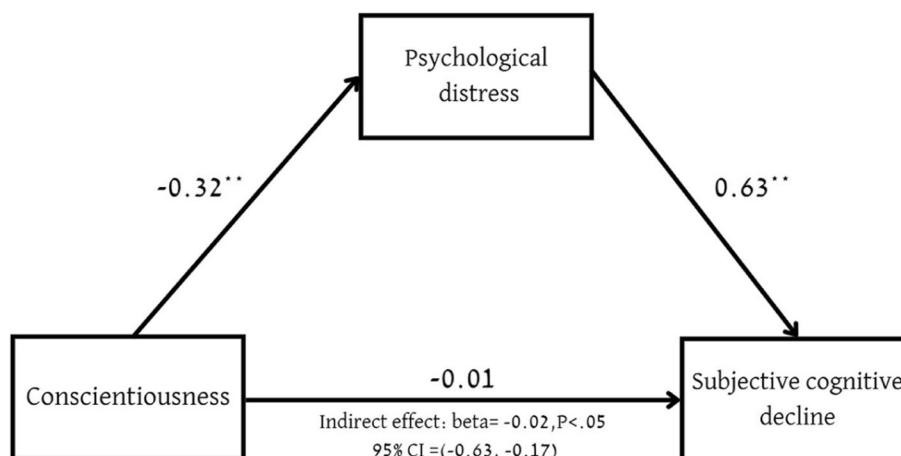 Psychological
distress
-0.32**
0.63**
Conscientiousness
-0.01
Indirect effect: beta= -0.02,P<.05
95% CI =(-0.63, -0.17)
Subjective cognitive
decline